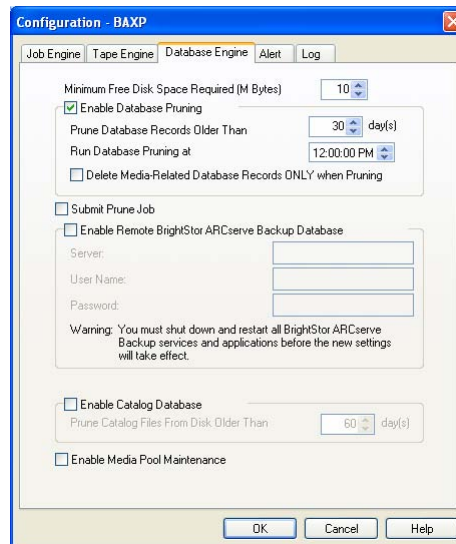 Configuration - BAXP
Job Engine Tape Engine Database Engine Alert Log
Minimum Free Disk Space Required (M Bytes) 10
Enable Database Pruning
Prune Database Records Older Than 30 day(s)
Run Database Pruning at 12:00:00 PM
Delete Media-Related Database Records ONLY when Pruning
Submit Prune Job
Enable Remote BrightStor ARCserve Backup Database
Server:
User Name:
Password:
Warning: You must shut down and restart all BrightStor ARCserve
Backup services and applications before the new settings
will take effect.
Enable Catalog Database
Prune Catalog Files From Disk Older Than 60 day(s)
Enable Media Pool Maintenance
OK Cancel Help